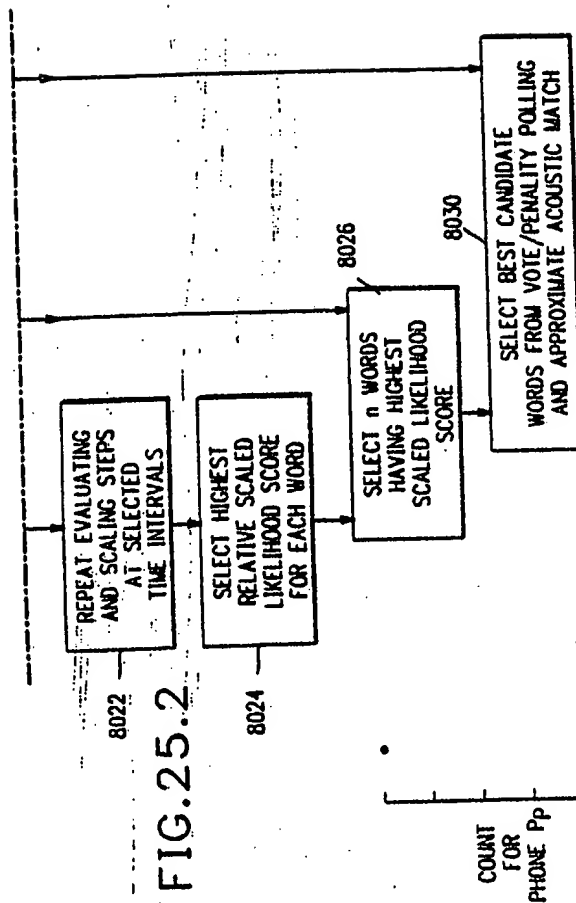 REPEAT EVALUATING
AND SCALING STEPS
AT SELECTED
TIME INTERVALS
8022
FIG.25.2
SELECT HIGHEST
RELATIVE SCALED
LIKELIHOOD SCORE
FOR EACH WORD
8024
8026
SELECT n WORDS
HAVING HIGHEST
SCALED LIKELIHOOD
SCORE
8030
SELECT BEST CANDIDATE
WORDS FROM VOTE/PENALITY POLLING
AND APPROXIMATE ACOUSTIC MATCH
COUNT
FOR
PHONE Pp